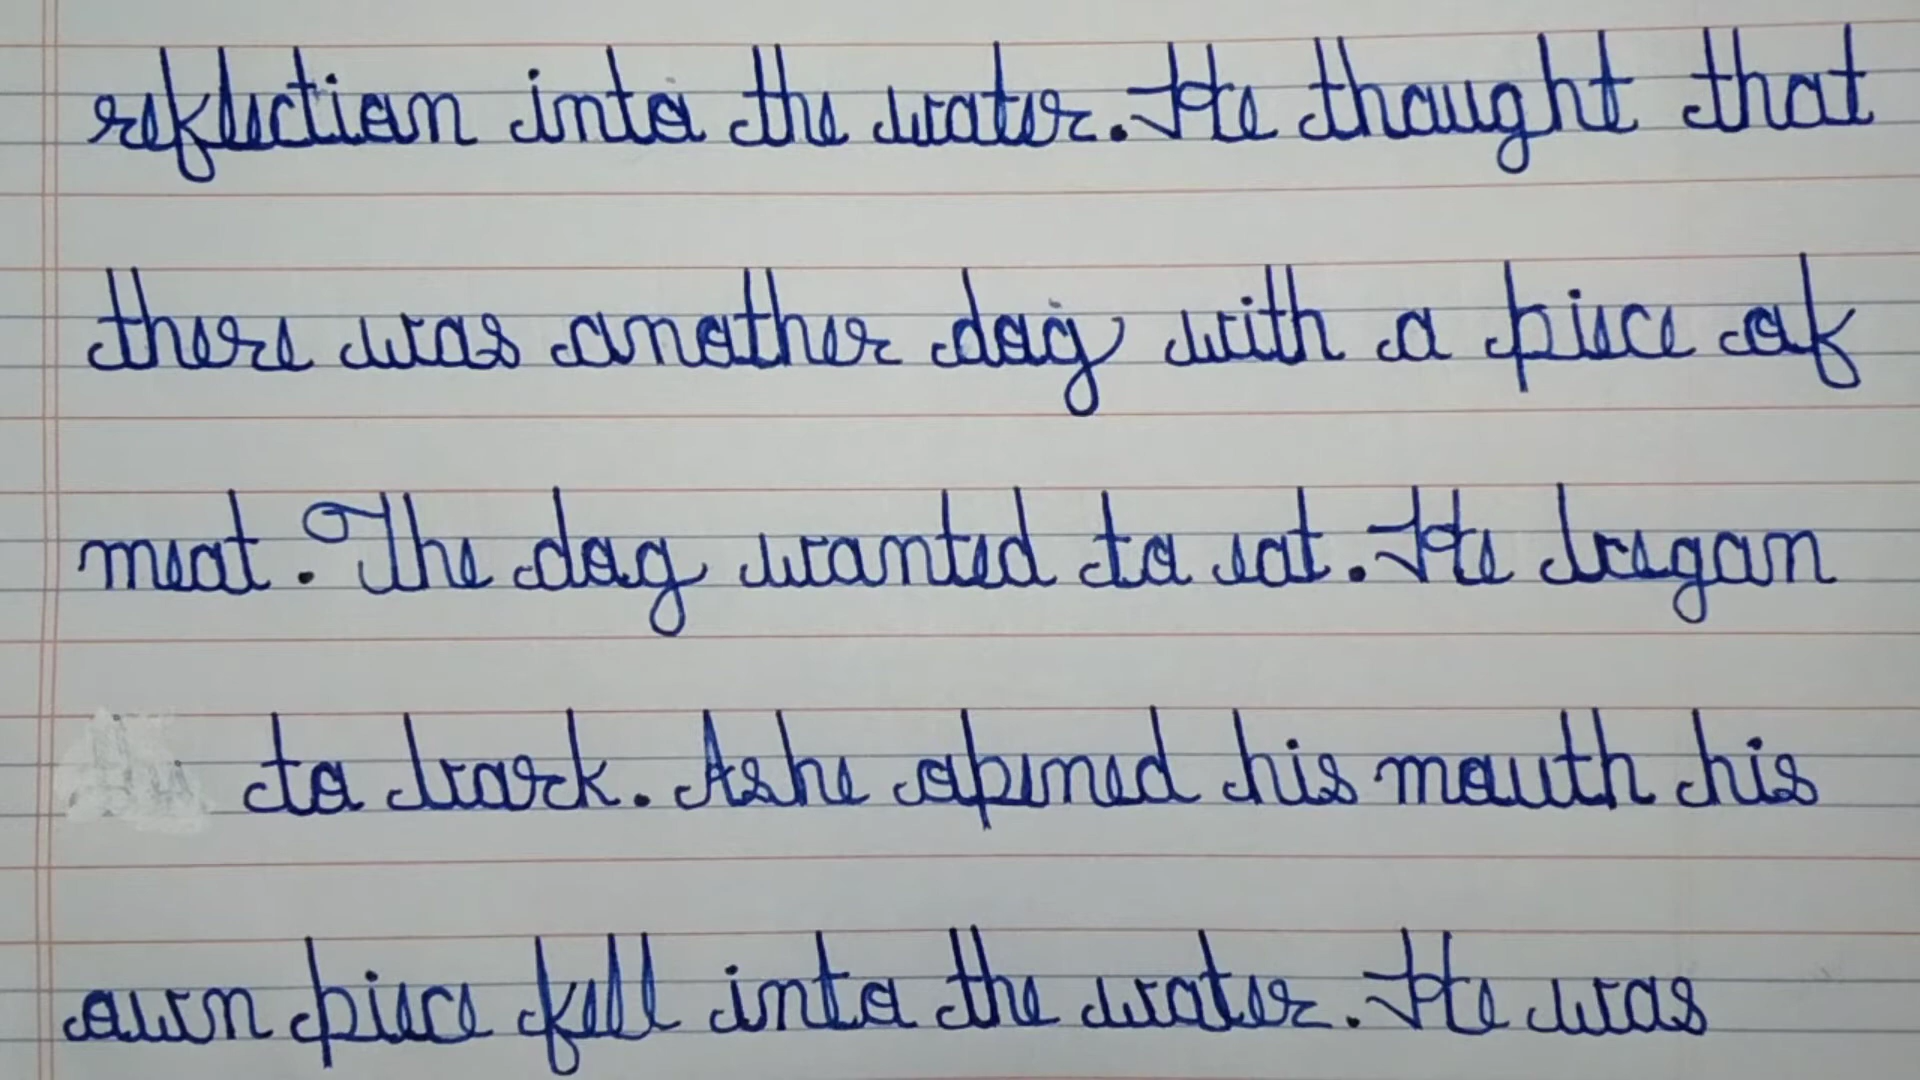 reflection into the water. He thought that
there was another dog with a piece of
meat. The dog wanted to eat. He began
to bark. As he opened his mouth his
own piece fell into the water. He was